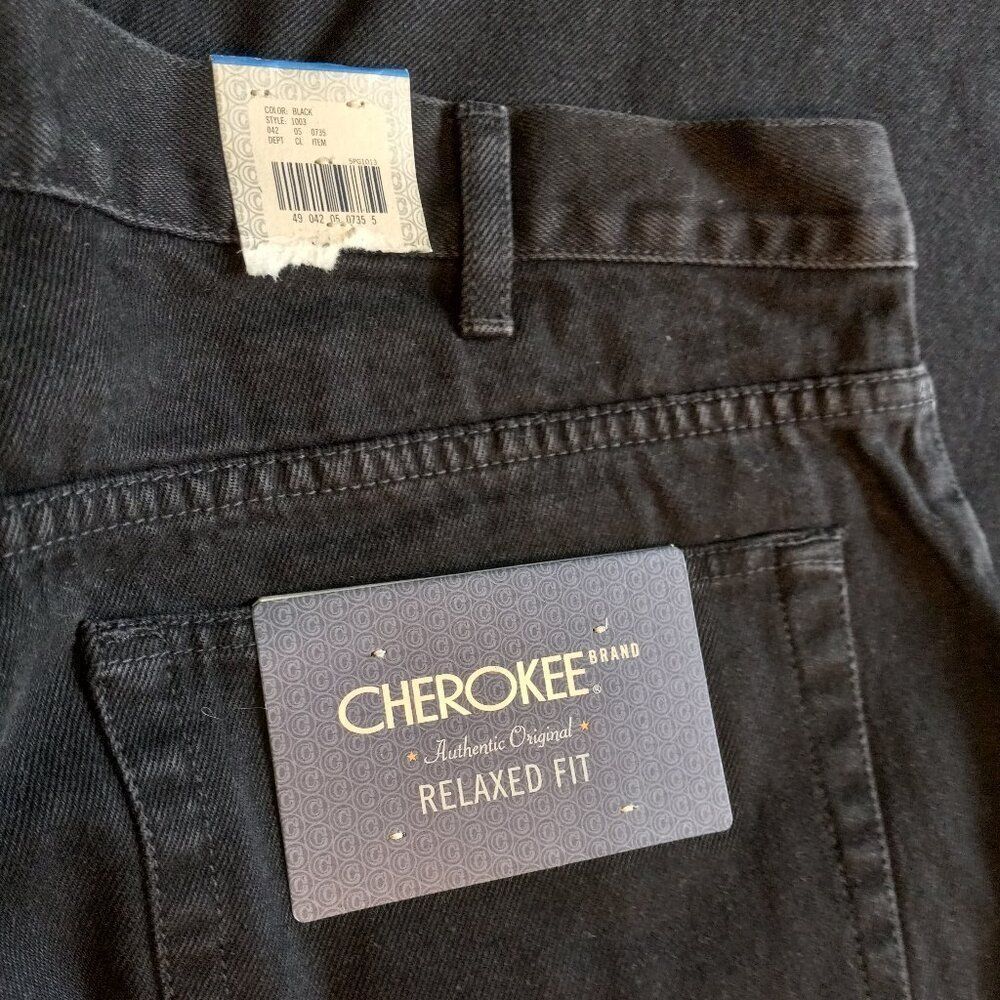 COLOR: BLACK
STYLE: 1003
042 05 0735
DEPT CL ITEM
SPG1013
49 042 05 0735 5
CHEROKEE® BRAND
Authentic Original
RELAXED FIT